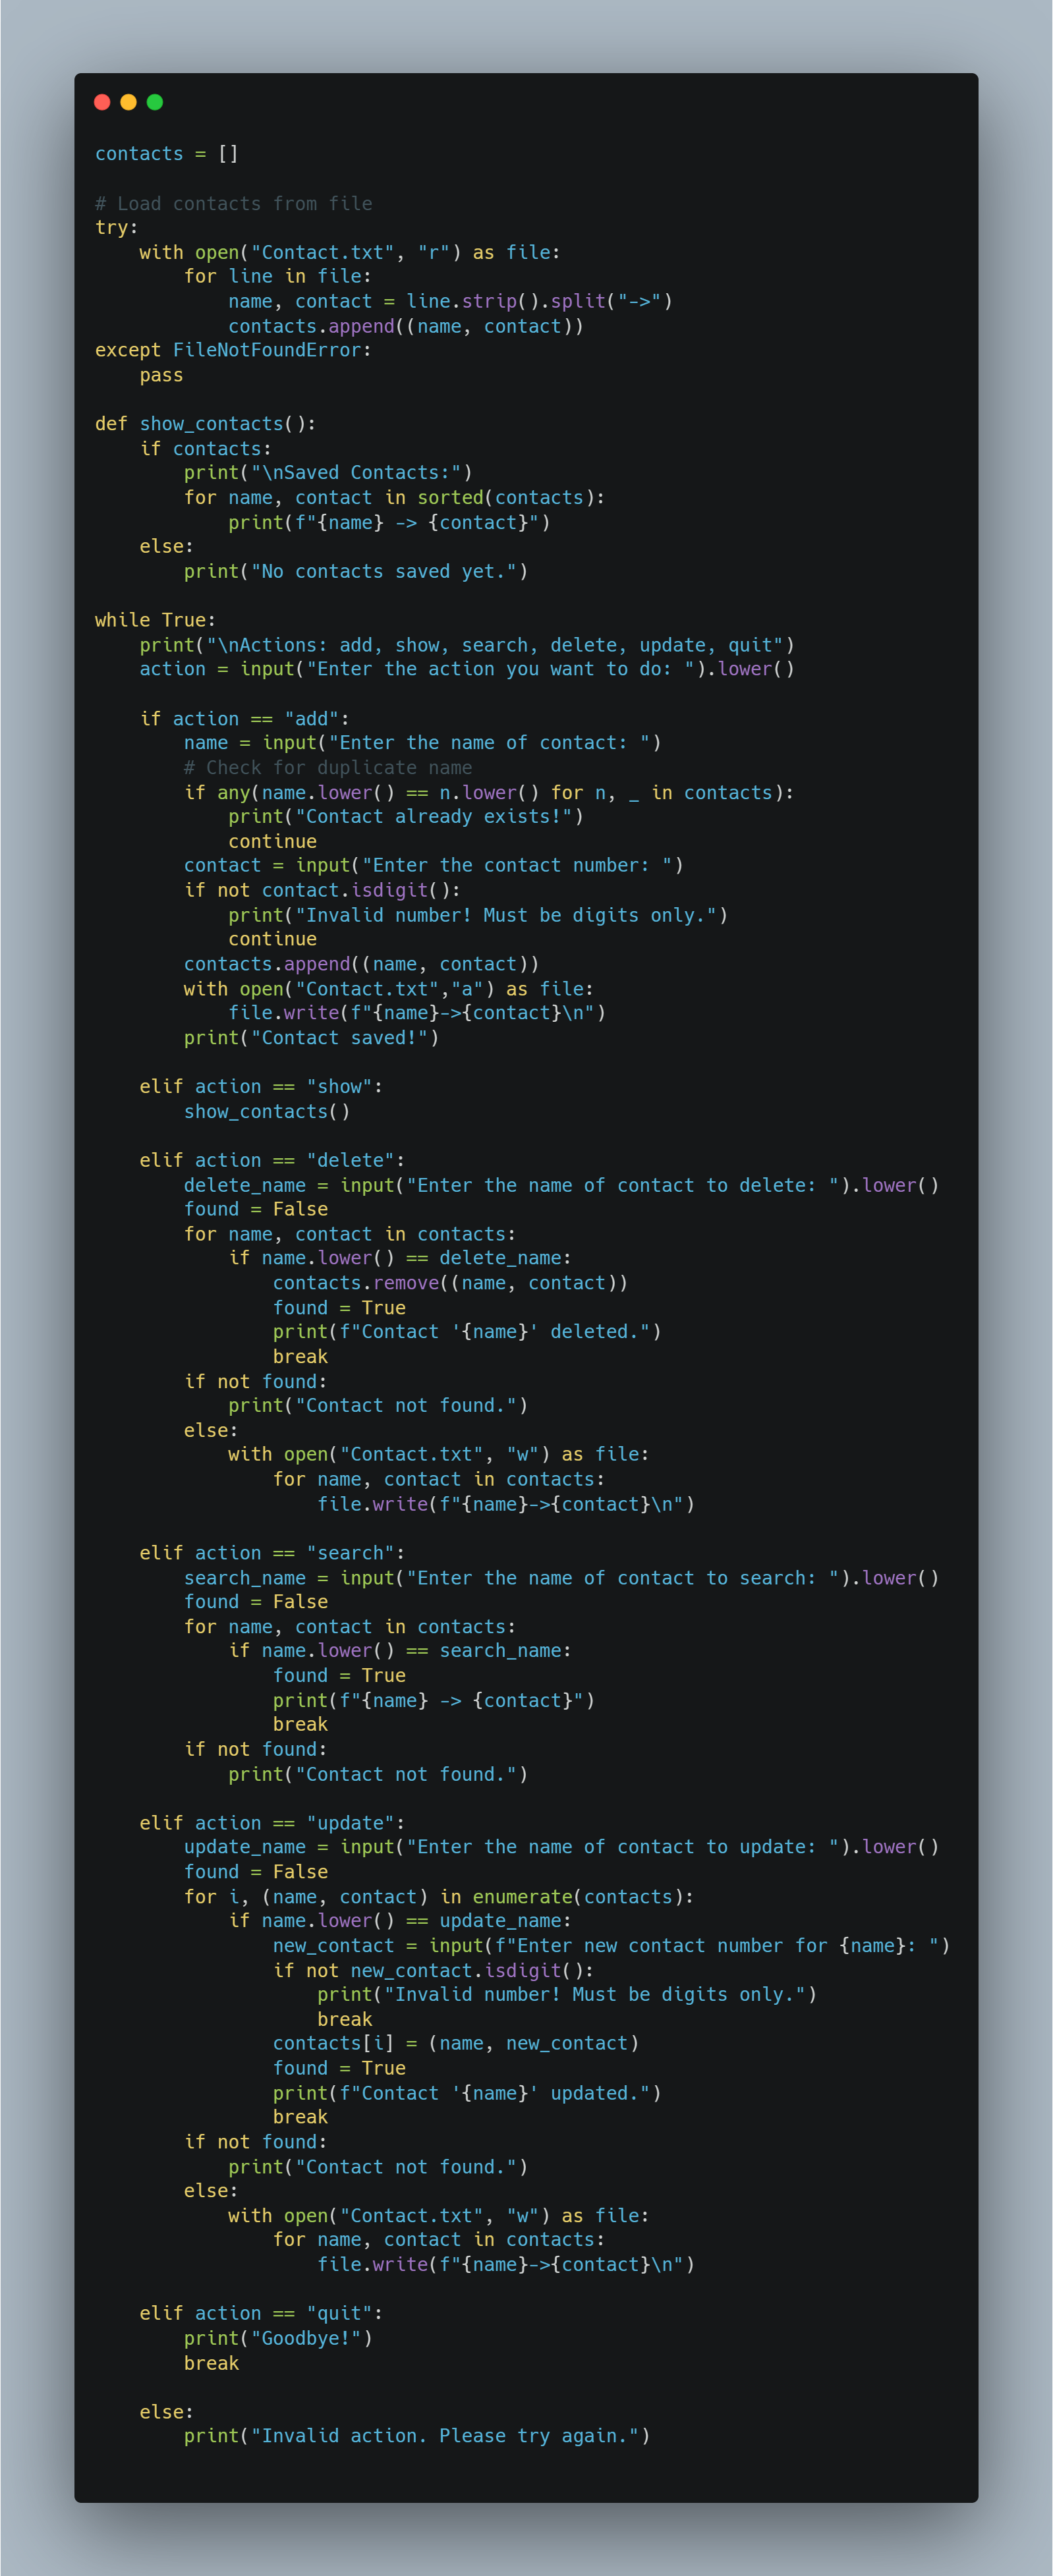 contacts = []

# Load contacts from file
try:
    with open("Contact.txt", "r") as file:
        for line in file:
            name, contact = line.strip().split("->")
            contacts.append((name, contact))
except FileNotFoundError:
    pass

def show_contacts():
    if contacts:
        print("\nSaved Contacts:")
        for name, contact in sorted(contacts):
            print(f"{name} -> {contact}")
    else:
        print("No contacts saved yet.")

while True:
    print("\nActions: add, show, search, delete, update, quit")
    action = input("Enter the action you want to do: ").lower()

    if action == "add":
        name = input("Enter the name of contact: ")
        # Check for duplicate name
        if any(name.lower() == n.lower() for n, _ in contacts):
            print("Contact already exists!")
            continue
        contact = input("Enter the contact number: ")
        if not contact.isdigit():
            print("Invalid number! Must be digits only.")
            continue
        contacts.append((name, contact))
        with open("Contact.txt","a") as file:
            file.write(f"{name}->{contact}\n")
        print("Contact saved!")

    elif action == "show":
        show_contacts()

    elif action == "delete":
        delete_name = input("Enter the name of contact to delete: ").lower()
        found = False
        for name, contact in contacts:
            if name.lower() == delete_name:
                contacts.remove((name, contact))
                found = True
                print(f"Contact '{name}' deleted.")
                break
        if not found:
            print("Contact not found.")
        else:
            with open("Contact.txt", "w") as file:
                for name, contact in contacts:
                    file.write(f"{name}->{contact}\n")

    elif action == "search":
        search_name = input("Enter the name of contact to search: ").lower()
        found = False
        for name, contact in contacts:
            if name.lower() == search_name:
                found = True
                print(f"{name} -> {contact}")
                break
        if not found:
            print("Contact not found.")

    elif action == "update":
        update_name = input("Enter the name of contact to update: ").lower()
        found = False
        for i, (name, contact) in enumerate(contacts):
            if name.lower() == update_name:
                new_contact = input(f"Enter new contact number for {name}: ")
                if not new_contact.isdigit():
                    print("Invalid number! Must be digits only.")
                    break
                contacts[i] = (name, new_contact)
                found = True
                print(f"Contact '{name}' updated.")
                break
        if not found:
            print("Contact not found.")
        else:
            with open("Contact.txt", "w") as file:
                for name, contact in contacts:
                    file.write(f"{name}->{contact}\n")

    elif action == "quit":
        print("Goodbye!")
        break

    else:
        print("Invalid action. Please try again.")